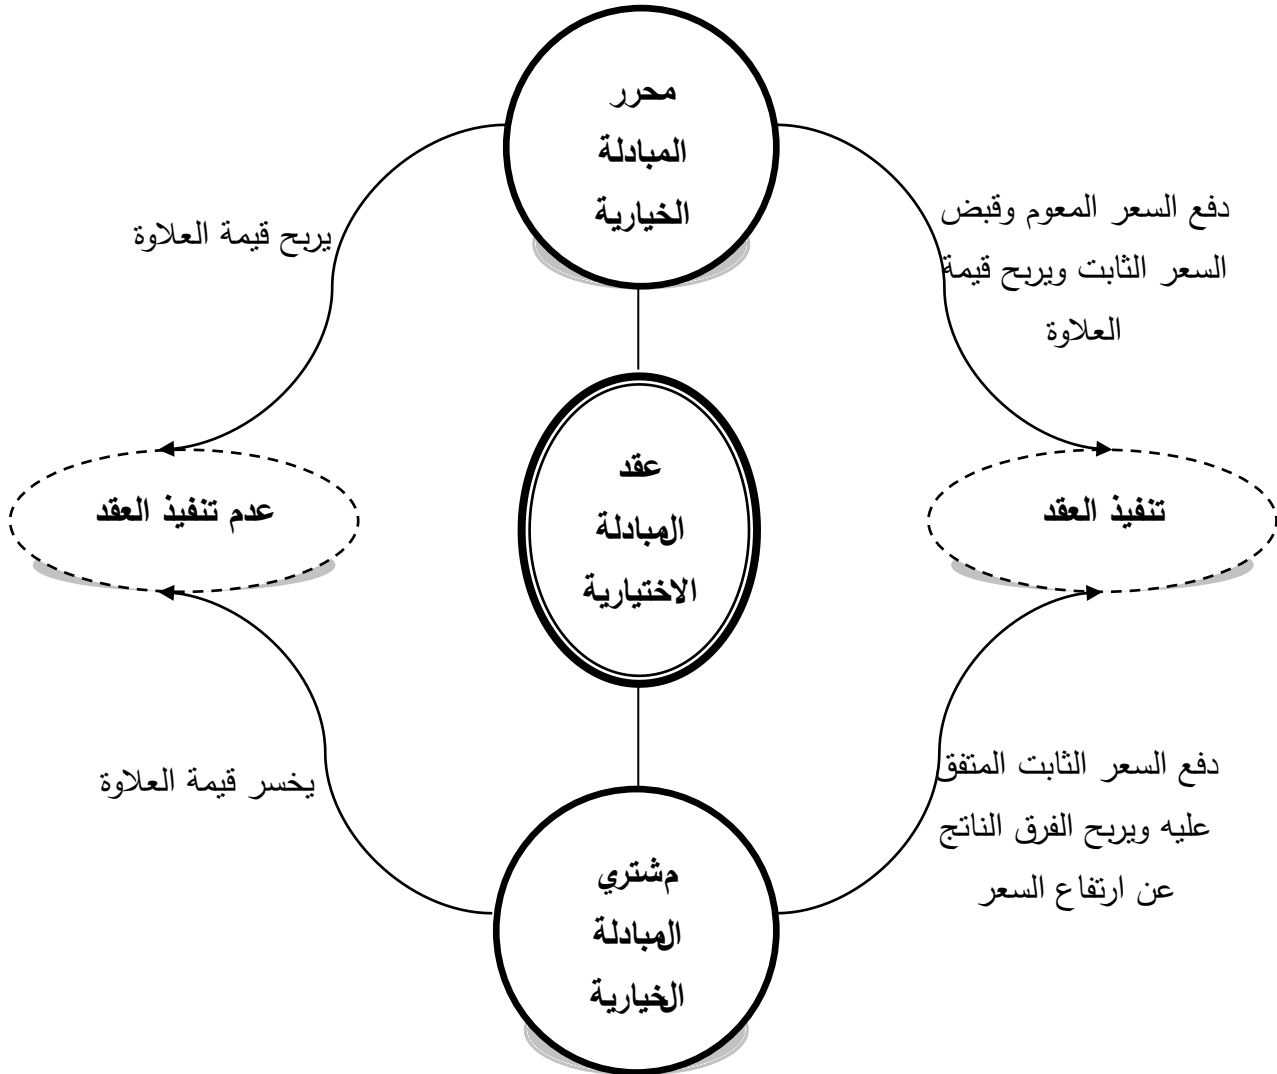 محرر
المبادلة
الخيارية
دفع السعر المعوم وقبض
السعر الثابت ويربح قيمة
العلاوة
يربح قيمة العلاوة
عقد
المبادلة
الاختيارية
تنفيذ العقد
عدم تنفيذ العقد
دفع السعر الثابت المتفق
عليه ويربح الفرق الناتج
عن ارتفاع السعر
يخسر قيمة العلاوة
مشتري
المبادلة
الخيارية